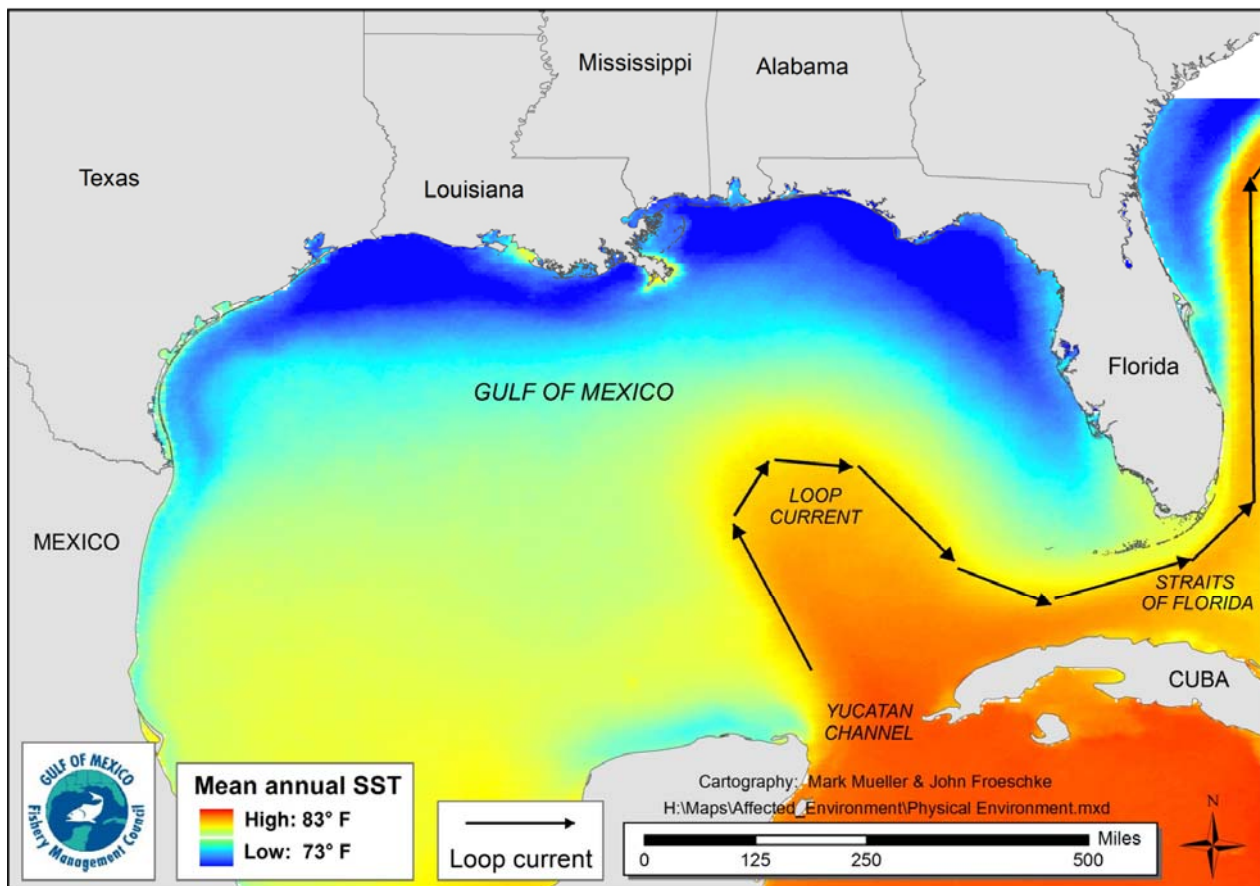 Mississippi
Alabama
Texas
Louisiana
GULF OF MEXICO
Florida
MEXICO
LOOP
CURRENT
STRAITS
OF FLORIDA
CUBA
YUCATAN
CHANNEL
GULF OF MEXICO
Fishery Management Council
Mean annual SST
High: 83° F
Low: 73° F
Loop current
Cartography: Mark Mueller & John Froeschke
H:\Maps\Affected_Environment\Physical Environment.mxd
Miles
0 125 250 500
N